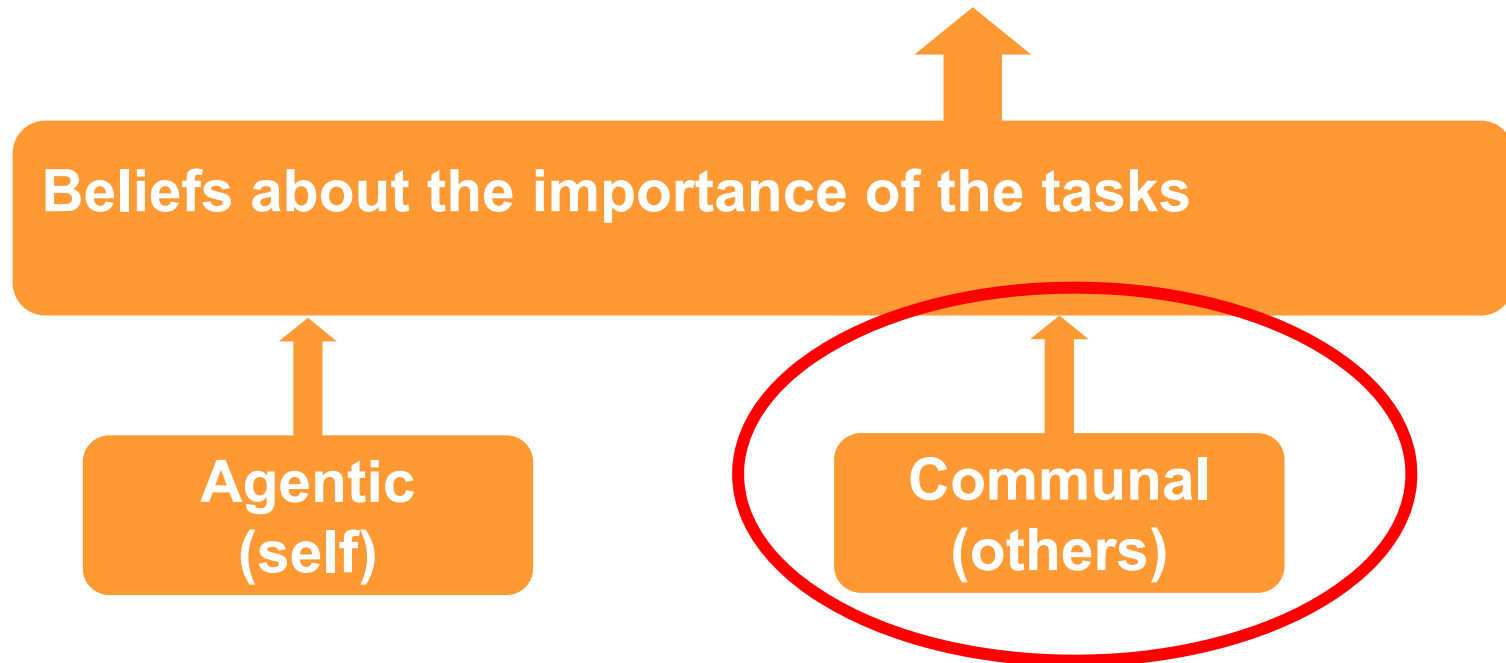 Beliefs about the importance of the tasks
Agentic
(self)
Communal
(others)